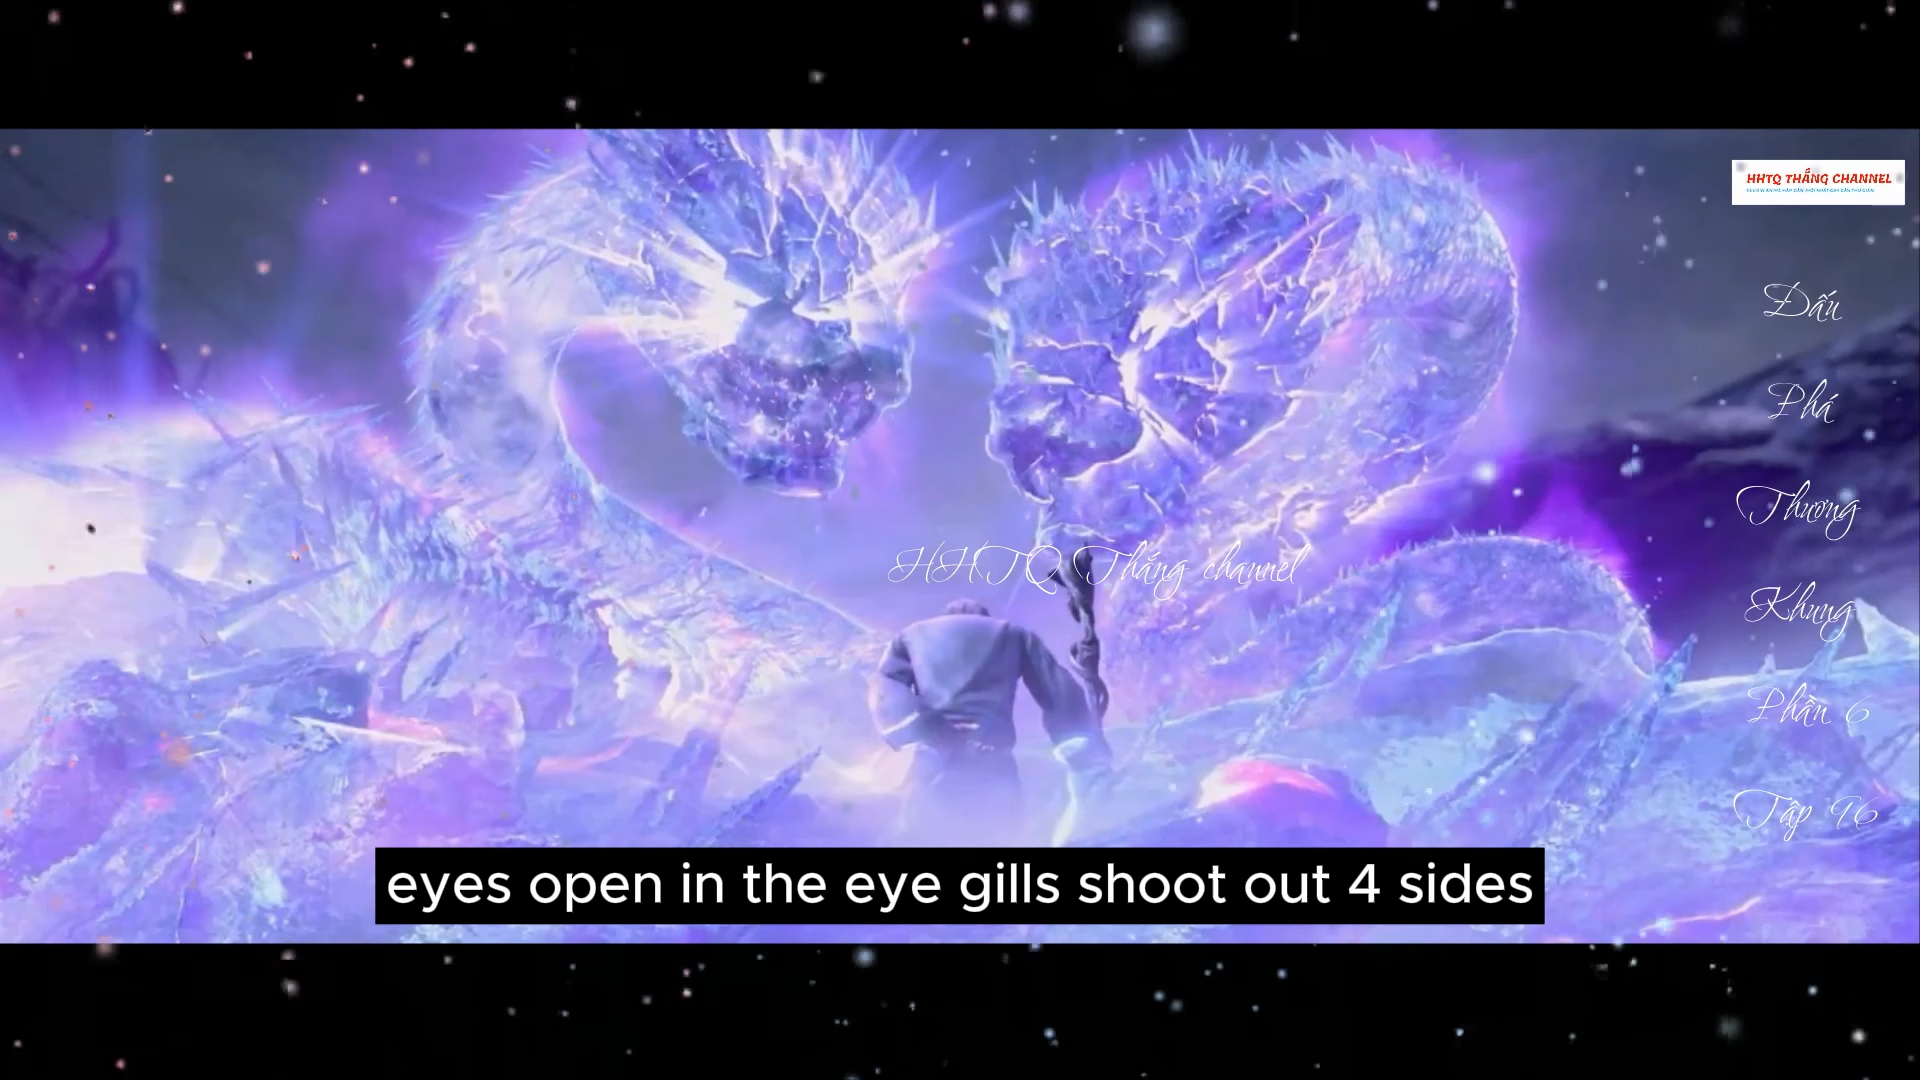 HHTQ THẮNG CHANNEL
Đấu
Phá
Thương
Khung
Phần 6
Tập 96
HHTQ Thắng channel
eyes open in the eye gills shoot out 4 sides